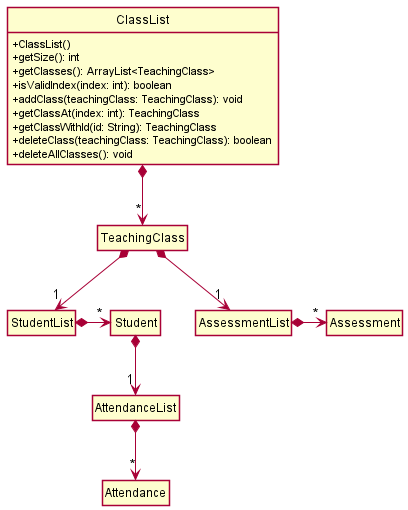 ClassList
+ClassList()
+getSize(): int
+getClasses(): ArrayList<TeachingClass>
+isValidIndex(index: int): boolean
+addClass(teachingClass: TeachingClass): void
+getClassAt(index: int): TeachingClass
+getClassWithId(id: String): TeachingClass
+deleteClass(teachingClass: TeachingClass): boolean
+deleteAllClasses(): void
*
TeachingClass
1
1
StudentList
*
Student
AssessmentList
*
Assessment
1
AttendanceList
*
Attendance